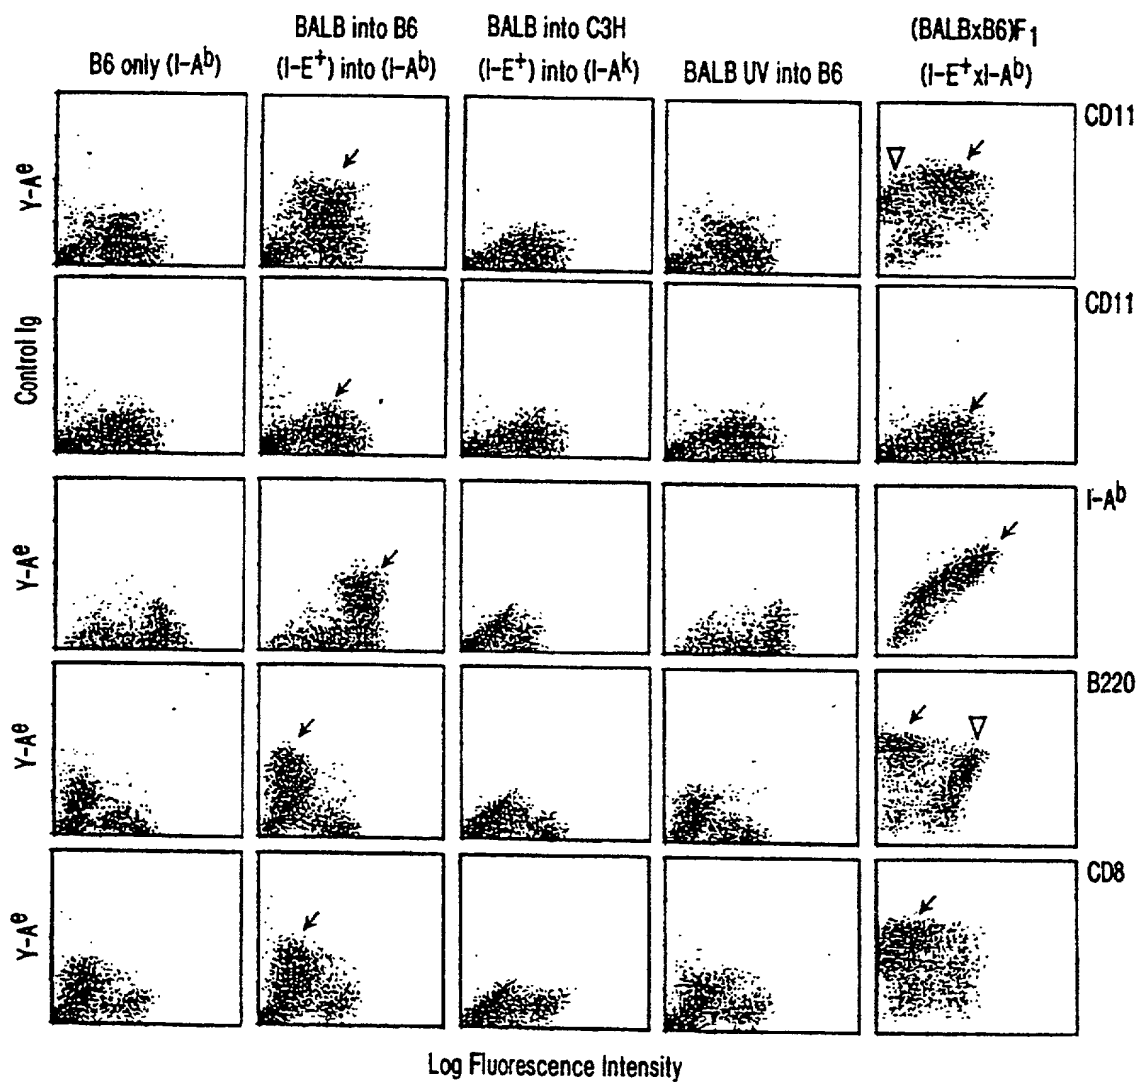 B6 only (I-Aᵇ)
BALB into B6
(I-E⁺) into (I-Aᵇ)
BALB into C3H
(I-E⁺) into (I-Aᵏ)
BALB UV into B6
(BALBxB6)F₁
(I-E⁺xI-Aᵇ)
Y-Aᵉ
CD11
Control Ig
CD11
Y-Aᵉ
I-Aᵇ
Y-Aᵉ
B220
Y-Aᵉ
CD8
Log Fluorescence Intensity